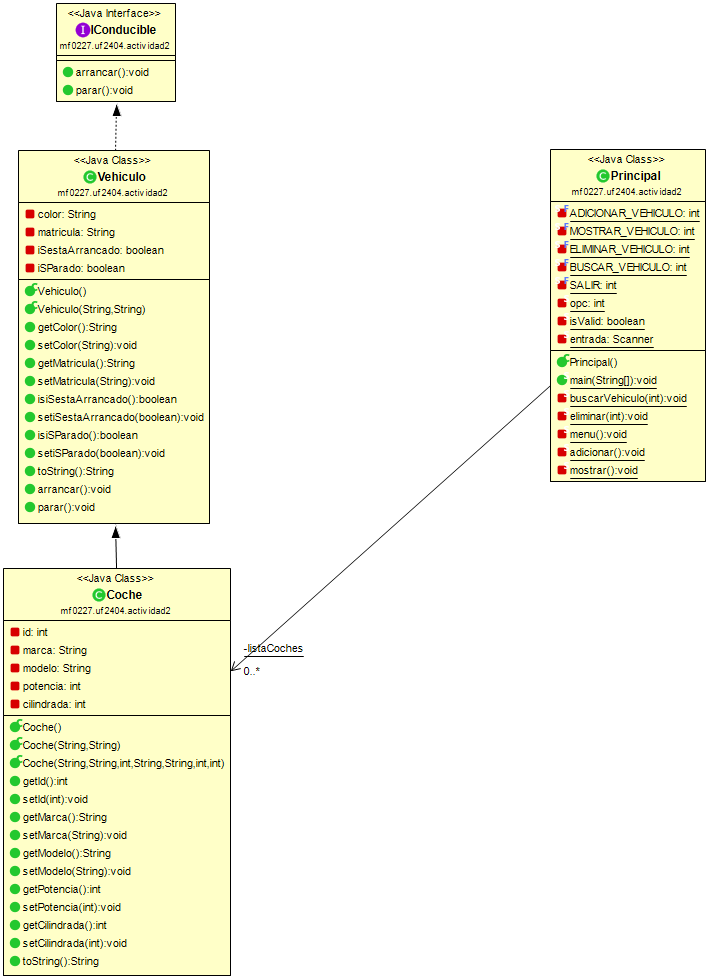 <<Java Interface>>
IConducible
mf0227.uf2404.actividad2
arrancar():void
parar():void
<<Java Class>>
Vehiculo
mf0227.uf2404.actividad2
color: String
matricula: String
iSestaArrancado: boolean
iSParado: boolean
Vehiculo()
Vehiculo(String,String)
getColor():String
setColor(String):void
getMatricula():String
setMatricula(String):void
isiSestaArrancado():boolean
setiSestaArrancado(boolean):void
isiSParado():boolean
setiSParado(boolean):void
toString():String
arrancar():void
parar():void
<<Java Class>>
Principal
mf0227.uf2404.actividad2
ADICIONAR_VEHICULO: int
MOSTRAR_VEHICULO: int
ELIMINAR_VEHICULO: int
BUSCAR_VEHICULO: int
SALIR: int
opc: int
isValid: boolean
entrada: Scanner
Principal()
main(String[]):void
buscarVehiculo(int):void
eliminar(int):void
menu():void
adicionar():void
mostrar():void
<<Java Class>>
Coche
mf0227.uf2404.actividad2
id: int
marca: String
modelo: String
potencia: int
cilindrada: int
Coche()
Coche(String,String)
Coche(String,String,int,String,String,int,int)
getId():int
setId(int):void
getMarca():String
setMarca(String):void
getModelo():String
setModelo(String):void
getPotencia():int
setPotencia(int):void
getCilindrada():int
setCilindrada(int):void
toString():String
-listaCoches
0..*